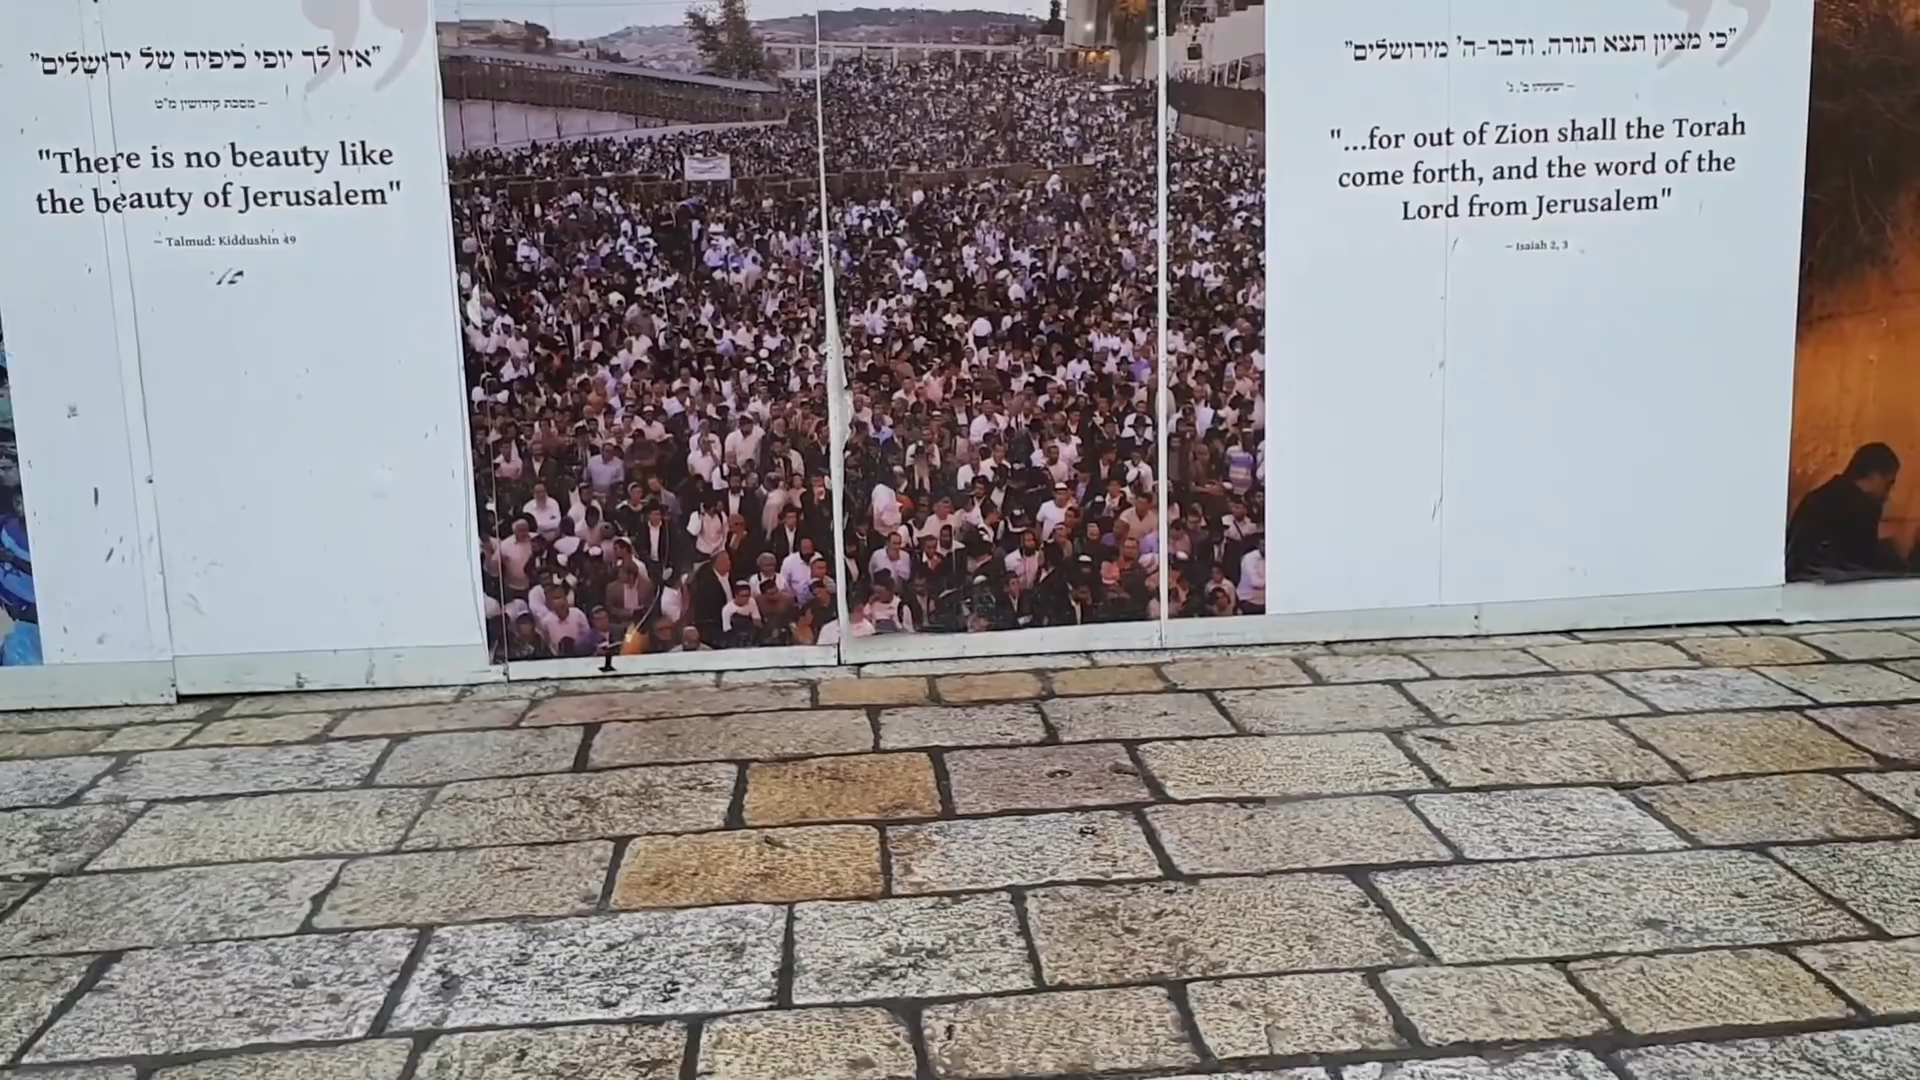 "אין לך יופי כיפיה של ירושלים"
– מסכת קידושין מ"ט
"There is no beauty like
the beauty of Jerusalem"
– Talmud: Kiddushin 49
"כי מציון תצא תורה, ודבר-ה' מירושלים"
– ישעיהו ב', ג'
"...for out of Zion shall the Torah
come forth, and the word of the
Lord from Jerusalem"
– Isaiah 2, 3